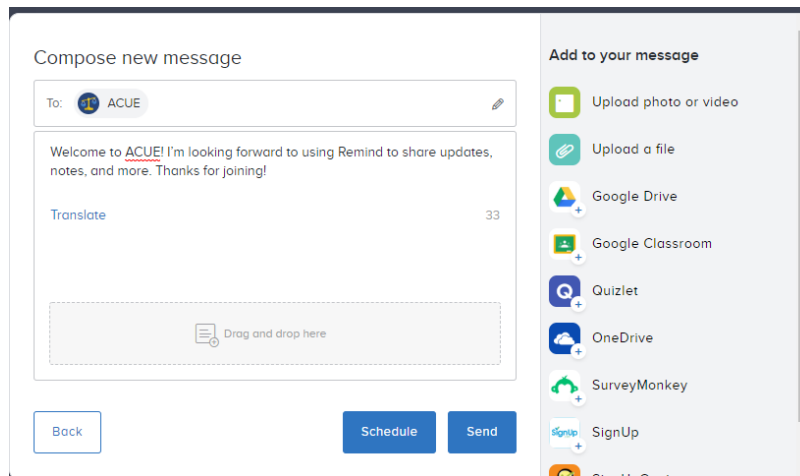 Compose new message
To: ACUE
Welcome to ACUE! I'm looking forward to using Remind to share updates,
notes, and more. Thanks for joining!
Translate
33
Drag and drop here
Back
Schedule
Send
Add to your message
Upload photo or video
Upload a file
Google Drive
Google Classroom
Q
Quizlet
OneDrive
SurveyMonkey
SignUp
SignUp